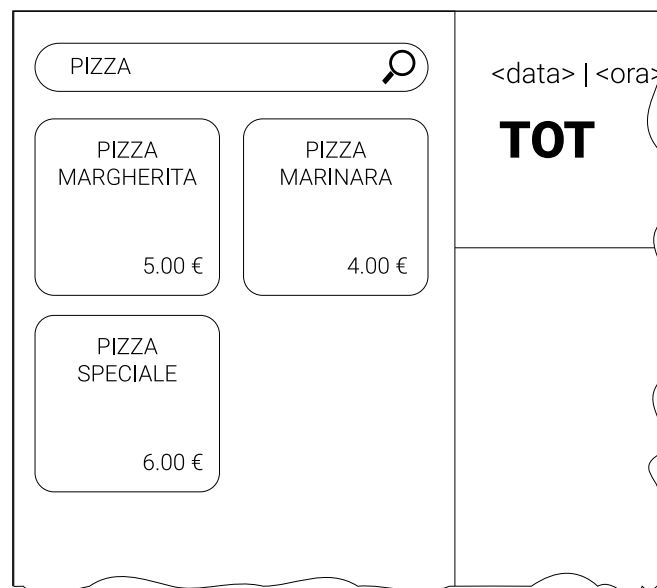 PIZZA
<data> | <ora>
TOT
PIZZA
MARGHERITA
5.00 €
PIZZA
MARINARA
4.00 €
PIZZA
SPECIALE
6.00 €